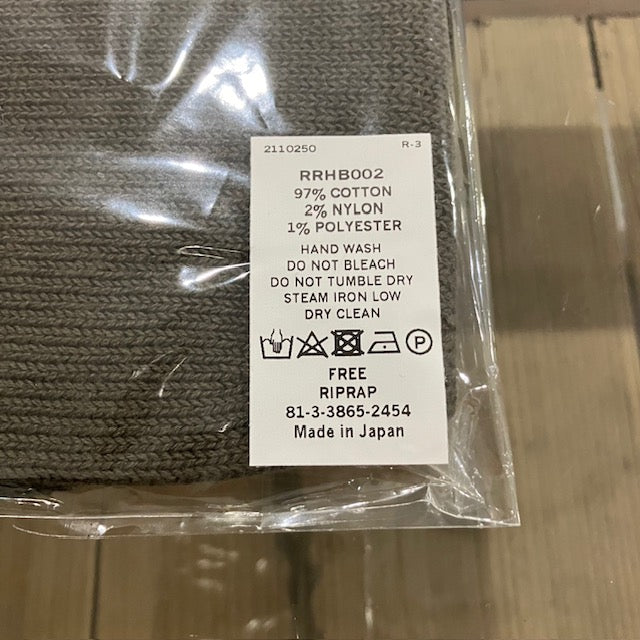 2110250 R-3
RRHB002
97% COTTON
2% NYLON
1% POLYESTER
HAND WASH
DO NOT BLEACH
DO NOT TUMBLE DRY
STEAM IRON LOW
DRY CLEAN
P
FREE
RIPRAP
81-3-3865-2454
Made in Japan